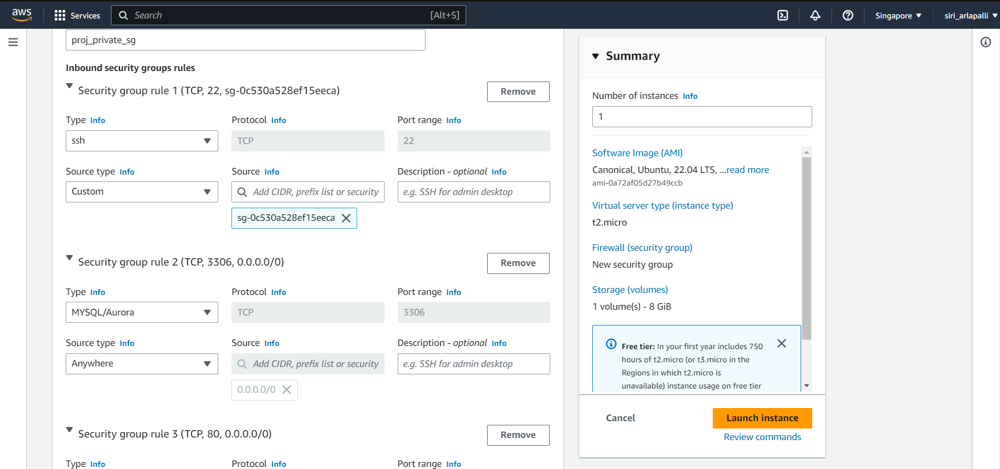 aws
Services
Search [Alt+S]
Singapore
siri_arlapalli
proj_private_sg
Inbound security groups rules
Security group rule 1 (TCP, 22, sg-0c530a528ef15eeca)
Remove
Type Info
Protocol Info
Port range Info
ssh
TCP
22
Source type Info
Source Info
Description - optional Info
Custom
Add CIDR, prefix list or security
e.g. SSH for admin desktop
sg-0c530a528ef15eeca
Security group rule 2 (TCP, 3306, 0.0.0.0/0)
Remove
Type Info
Protocol Info
Port range Info
MYSQL/Aurora
TCP
3306
Source type Info
Source Info
Description - optional Info
Anywhere
Add CIDR, prefix list or security
e.g. SSH for admin desktop
0.0.0.0/0
Security group rule 3 (TCP, 80, 0.0.0.0/0)
Remove
Type Info
Protocol Info
Port range Info
Summary
Number of instances Info
1
Software Image (AMI)
Canonical, Ubuntu, 22.04 LTS, ...read more
ami-0a72af05d27b49ccb
Virtual server type (instance type)
t2.micro
Firewall (security group)
New security group
Storage (volumes)
1 volume(s) - 8 GiB
Free tier: In your first year includes 750
hours of t2.micro (or t3.micro in the
Regions in which t2.micro is
unavailable) instance usage on free tier
Cancel
Launch instance
Review commands